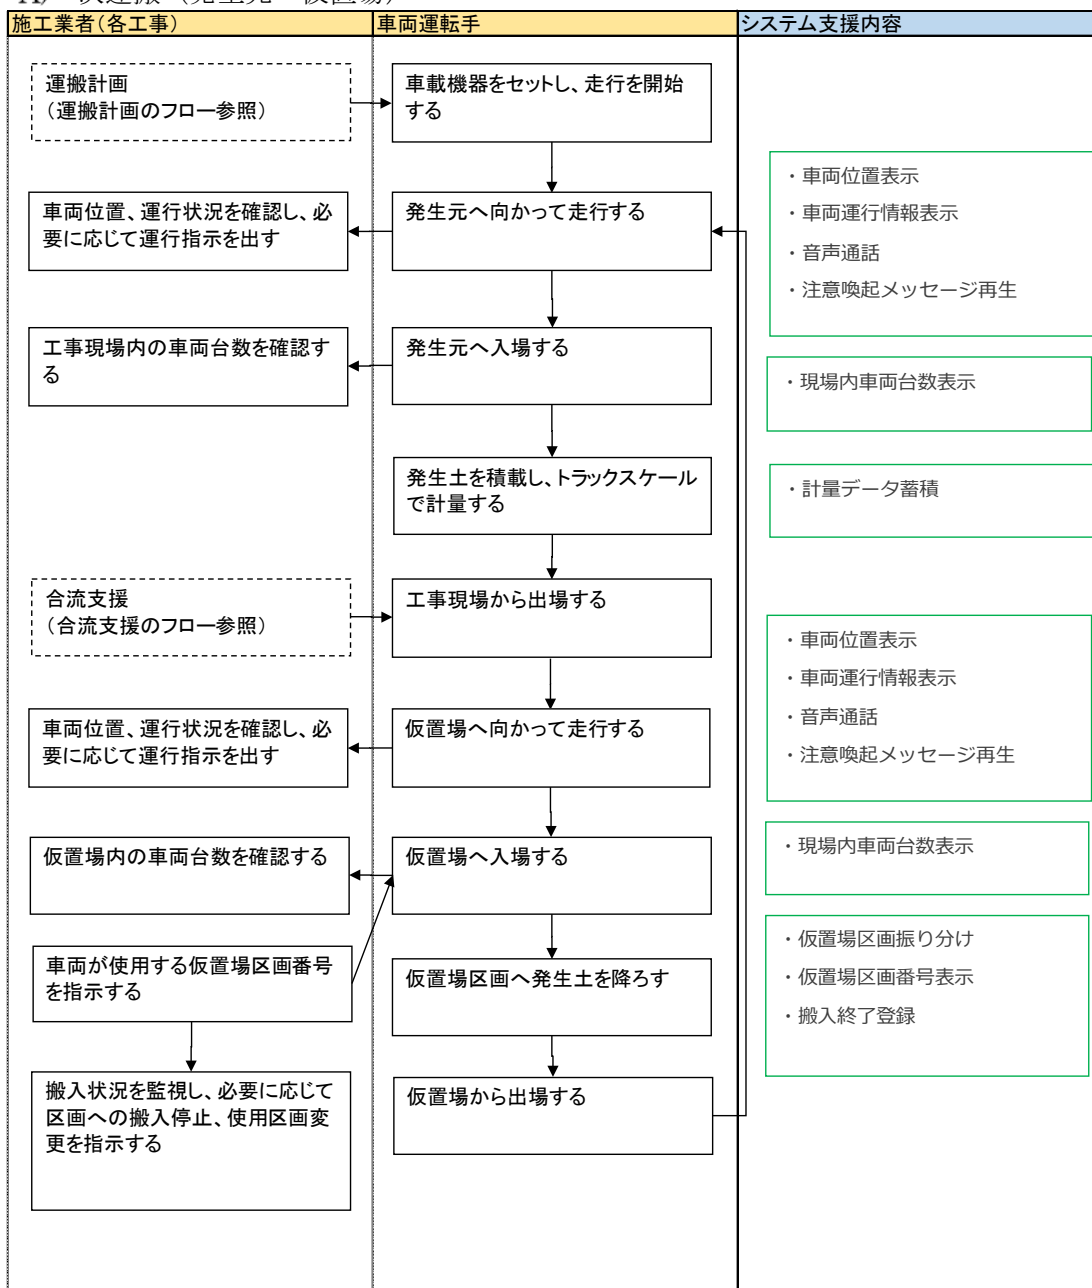 施工業者(各工事)
車両運転手
システム支援内容
運搬計画
(運搬計画のフロー参照)
車載機器をセットし、走行を開始
する
・車両位置表示
・車両運行情報表示
・音声通話
・注意喚起メッセージ再生
車両位置、運行状況を確認し、必
要に応じて運行指示を出す
発生元へ向かって走行する
工事現場内の車両台数を確認す
る
発生元へ入場する
・現場内車両台数表示
発生土を積載し、トラックスケール
で計量する
・計量データ蓄積
合流支援
(合流支援のフロー参照)
工事現場から出場する
・車両位置表示
・車両運行情報表示
・音声通話
・注意喚起メッセージ再生
車両位置、運行状況を確認し、必
要に応じて運行指示を出す
仮置場へ向かって走行する
仮置場内の車両台数を確認する
仮置場へ入場する
・現場内車両台数表示
車両が使用する仮置場区画番号
を指示する
仮置場区画へ発生土を降ろす
・仮置場区画振り分け
・仮置場区画番号表示
・搬入終了登録
搬入状況を監視し、必要に応じて
区画への搬入停止、使用区画変
更を指示する
仮置場から出場する